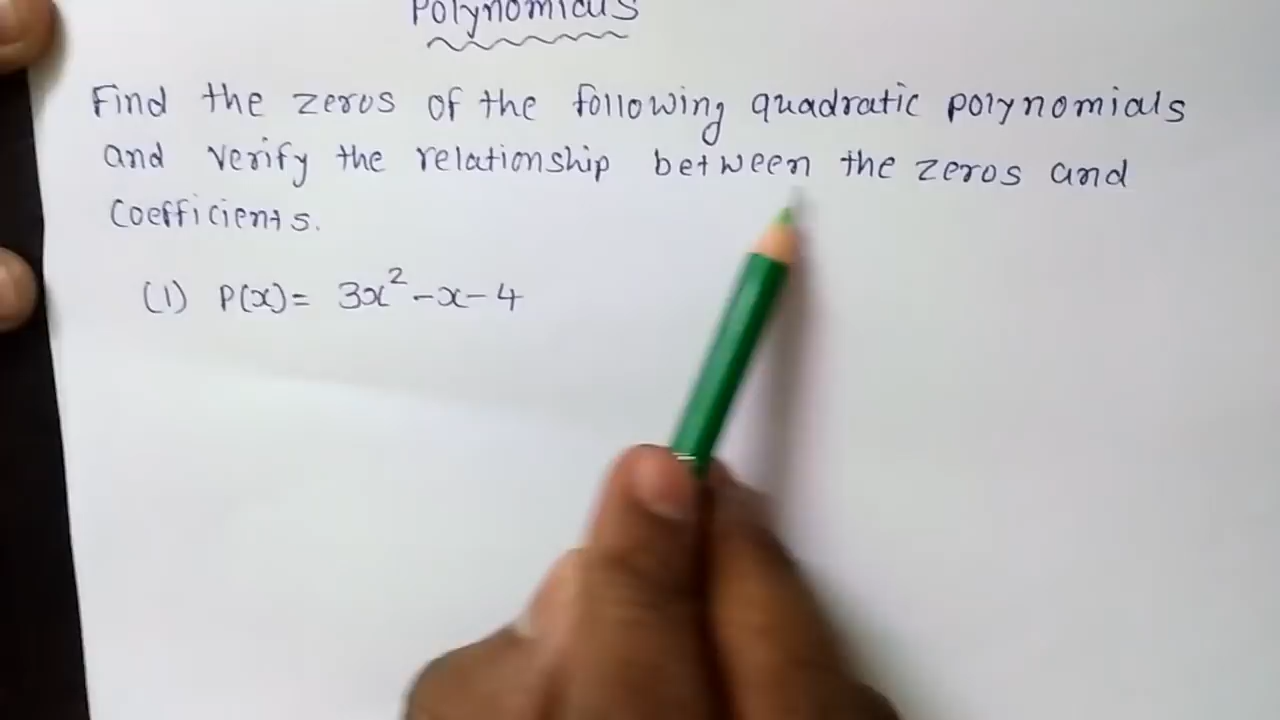 Polynomials
Find the zeros of the following quadratic polynomials
and verify the relationship between the zeros and
coefficients.
(1) P(x) = 3x² - x - 4